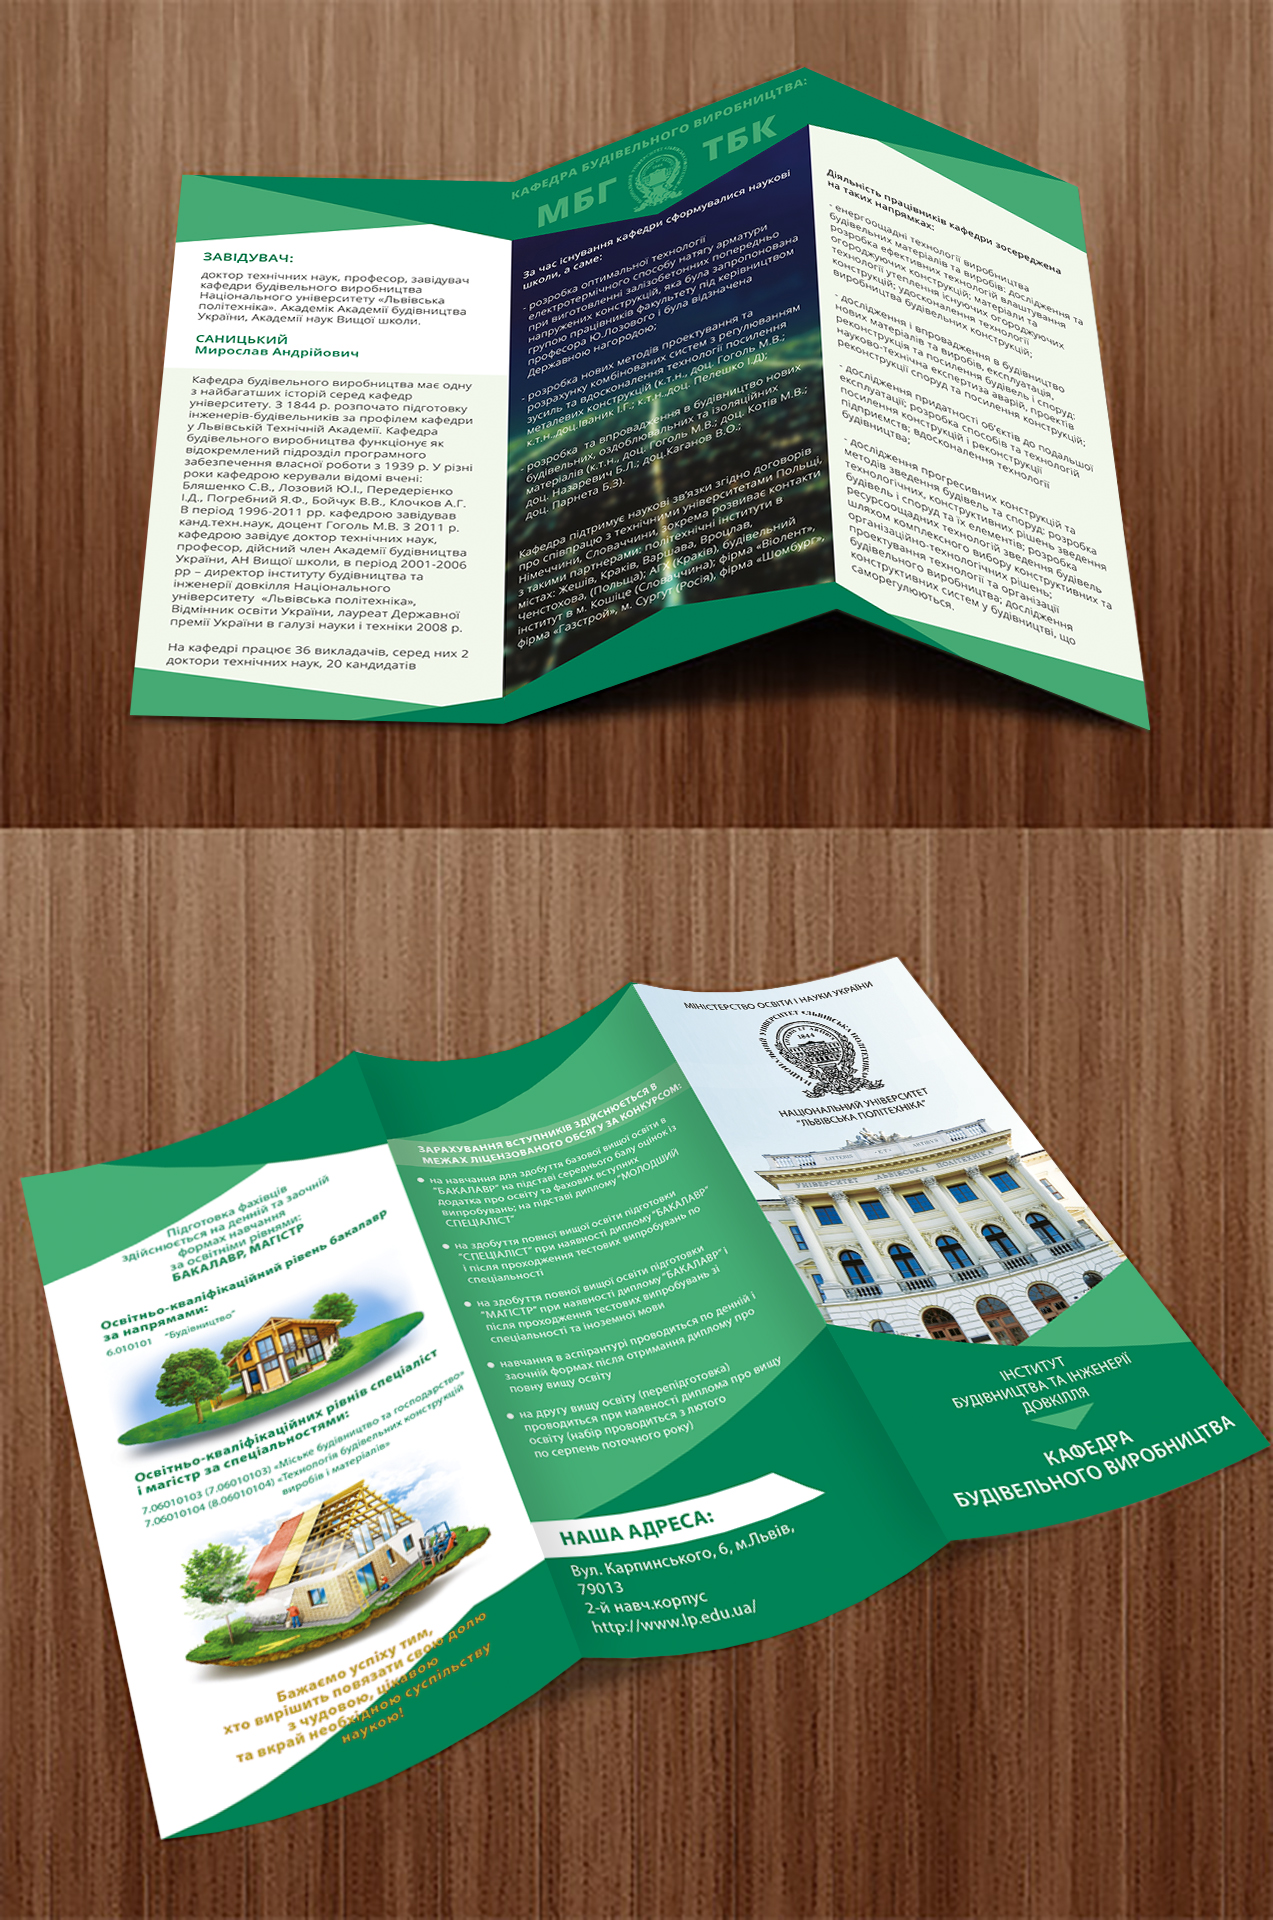 ЗАВІДУВАЧ:
доктор технічних наук, професор, завідувач
кафедри будівельного виробництва
Національного університету «Львівська
політехніка». Академік Академії будівництва
України, Академії наук Вищої школи.
САНИЦЬКИЙ
Мирослав Андрійович
Кафедра будівельного виробництва має одну
з найбагатших історій серед кафедр
університету. З 1844 р. розпочато підготовку
інженерів-будівельників за профілем кафедри
у Львівській Технічній Академії. Кафедра
будівельного виробництва функціонує як
відокремлений підрозділ програмного
забезпечення власної роботи з 1939 р. У різні
роки кафедрою керували відомі вчені:
Бляшенко С.В., Лозовий Ю.І., Передерієнко
І.Д., Погребний Я.Ф., Бойчук В.В., Клочков А.Г.
В період 1996-2011 рр. кафедрою завідував
канд.техн.наук, доцент Гоголь М.В. З 2011 р.
кафедрою завідує доктор технічних наук,
професор, дійсний член Академії будівництва
України, АН Вищої школи, в період 2001-2006
рр – директор інституту будівництва та
інженерії довкілля Національного
університету «Львівська політехніка»,
Відмінник освіти України, лауреат Державної
премії України в галузі науки і техніки 2008 р.
На кафедрі працює 36 викладачів, серед них 2
доктори технічних наук, 20 кандидатів
КАФЕДРА БУДІВЕЛЬНОГО ВИРОБНИЦТВА:
МБГ ТБК
За час існування кафедри сформувалися наукові
школи, а саме:
- розробка оптимальної технології
електротермічного способу натягу арматури
при виготовленні залізобетонних попередньо
напружених конструкцій, яка була запропонована
групою працівників факультету під керівництвом
професора Ю.Лозового і була відзначена
Державною нагородою;
- розробка нових методів проектування та
розрахунку комбінованих систем з регулюванням
зусиль та вдосконалення технології посилення
металевих конструкцій (к.т.н., доц. Гоголь М.В.;
к.т.н.,доц.Іваник І.Г.; к.т.н.,доц. Пелешко І.Д);
- розробка та впровадження в будівництво нових
будівельних, оздоблювальних та ізоляційних
матеріалів (к.т.н., доц. Гоголь М.В.; доц. Котів М.В.;
доц. Назаревич Б.Л.; доц.Каганов В.О.;
доц. Парнета Б.З).
Кафедра підтримує наукові зв'язки згідно договорів
про співпрацю з технічними університетами Польщі,
Німеччини, Словаччини, зокрема розвиває контакти
з такими партнерами: політехнічні інститути в
містах: Жешів, Краків, Варшава, Вроцлав,
Ченстохова, (Польща); АГХ (Краків), будівельний
інститут в м. Кошіце (Словаччина); фірма «Віолент»,
фірма «Газстрой», м. Сургут (Росія), фірма «Шомбург»,
Діяльність працівників кафедри зосереджена
на таких напрямках:
- енергоощадні технології виробництва
будівельних матеріалів та виробів: дослідження та
розробка ефективних технологій влаштування
огороджуючих конструкцій; матеріали та
технології утеплення існуючих огороджуючих
конструкцій; удосконалення технології
виробництва будівельних конструкцій;
- дослідження і впровадження в будівництво
нових матеріалів та виробів, експлуатація,
реконструкція та посилення будівель і споруд;
науково-технічна експертиза аварій, проектів
реконструкції споруд та посилення конструкцій;
- дослідження придатності об'єктів до подальшої
експлуатації; розробка способів та технологій
посилення конструкцій і реконструкції
підприємств; вдосконалення технології
будівництва;
- дослідження прогресивних конструкцій та
методів зведення будівель та споруд: розробка
технологічних, конструктивних рішень зведення
будівель і споруд та їх елементів; розробка
ресурсоощадних технологій зведення будівель
шляхом комплексного вибору конструктивних та
організаційно-технологічних рішень;
проектування технології та організації
будівельного виробництва; дослідження
конструктивних систем у будівництві, що
саморегулюються.
Підготовка фахівців
здійснюється на денній та заочній
формах навчання
за освітніми рівнями:
БАКАЛАВР, МАГІСТР
Освітньо-кваліфікаційний рівень бакалавр
за напрямами:
6.010101 "Будівництво"
Освітньо-кваліфікаційних рівнів спеціаліст
і магістр за спеціальностями:
7.06010103 (7.06010103) «Міське будівництво та господарство»
7.06010104 (8.06010104) «Технологія будівельних конструкцій
виробів і матеріалів»
Бажаємо успіху тим,
хто вирішить повязати свою долю
з чудовою, цікавою
та вкрай необхідною суспільству
наукою!
ЗАРАХУВАННЯ ВСТУПНИКІВ ЗДІЙСНЮЄТЬСЯ В
МЕЖАХ ЛІЦЕНЗОВАНОГО ОБСЯГУ ЗА КОНКУРСОМ:
на навчання для здобуття базової вищої освіти в
"БАКАЛАВР" на підставі середнього балу оцінок із
додатка про освіту та фахових вступних
випробувань; на підставі диплому "МОЛОДШИЙ
СПЕЦІАЛІСТ"
на здобуття повної вищої освіти підготовки
"СПЕЦІАЛІСТ" при наявності диплому "БАКАЛАВР"
і після проходження тестових випробувань по
спеціальності
на здобуття повної вищої освіти підготовки
"МАГІСТР" при наявності диплому "БАКАЛАВР" і
після проходження тестових випробувань зі
спеціальності та іноземної мови
навчання в аспірантурі проводиться по денній і
заочній формах після отримання диплому про
повну вищу освіту
на другу вищу освіту (перепідготовка)
проводиться при наявності диплома про вищу
освіту (набір проводиться з лютого
по серпень поточного року)
НАША АДРЕСА:
Вул. Карпинського, 6, м.Львів,
79013
2-й навч.корпус
http://www.lp.edu.ua/
МІНІСТЕРСТВО ОСВІТИ І НАУКИ УКРАЇНИ
НАЦІОНАЛЬНИЙ УНІВЕРСИТЕТ «ЛЬВІВСЬКА ПОЛІТЕХНІКА»
1844
НАЦІОНАЛЬНИЙ УНІВЕРСИТЕТ
"ЛЬВІВСЬКА ПОЛІТЕХНІКА"
LITTERIS ET ARTIBUS
УНІВЕРСИТЕТ „ЛЬВІВСЬКА ПОЛІТЕХНІКА
ІНСТИТУТ
БУДІВНИЦТВА ТА ІНЖЕНЕРІЇ
ДОВКІЛЛЯ
КАФЕДРА
БУДІВЕЛЬНОГО ВИРОБНИЦТВА